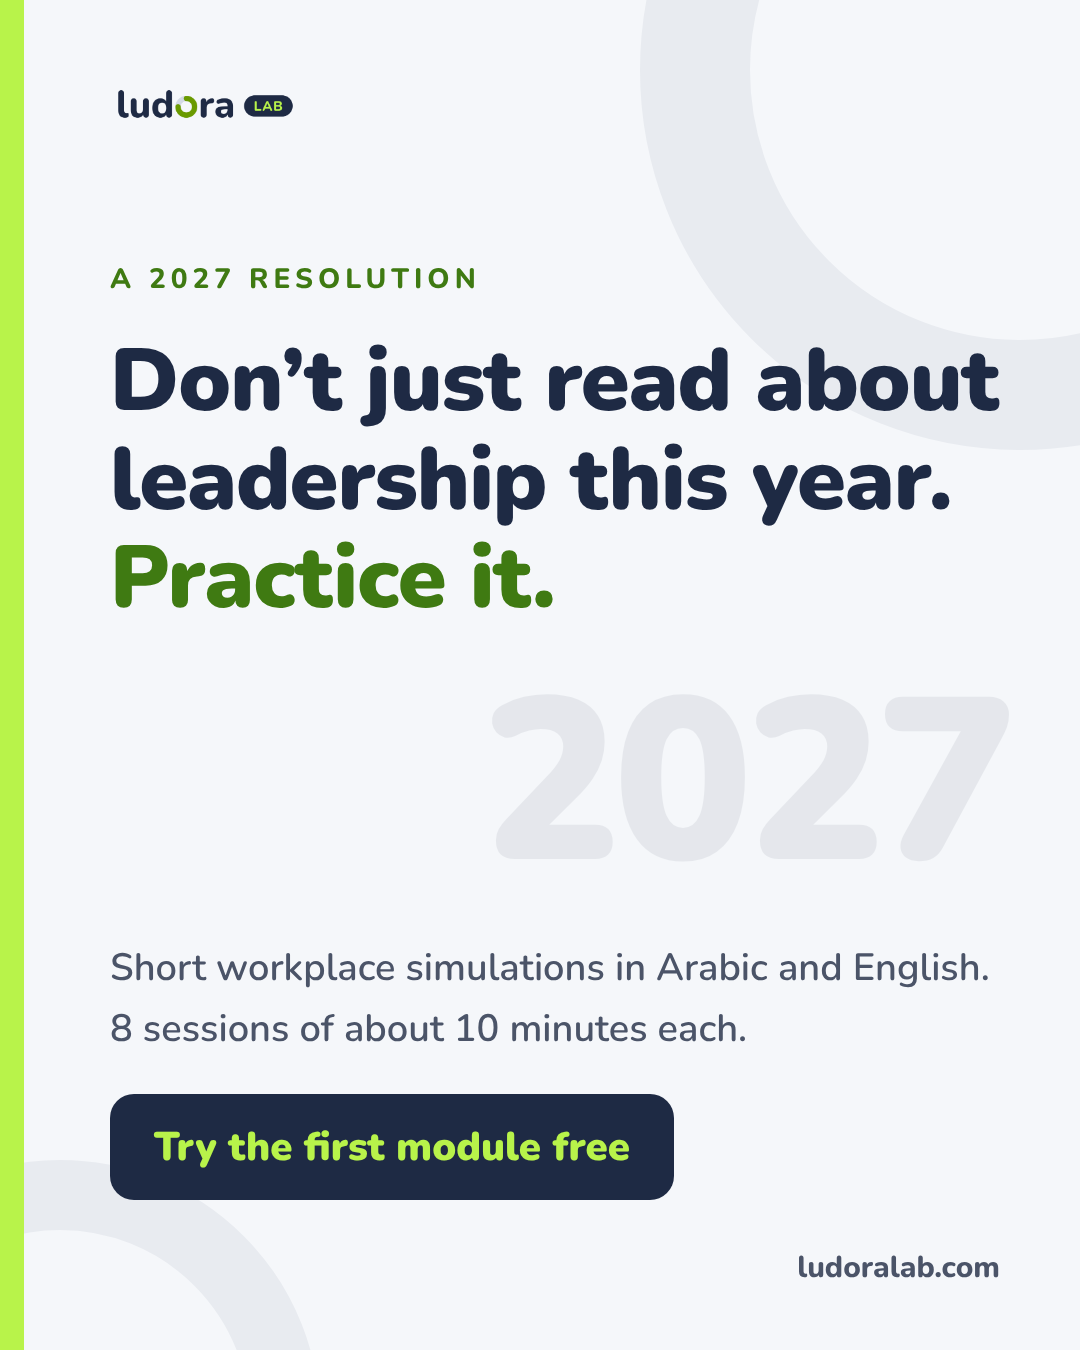 ludora LAB
A 2027 RESOLUTION
Don’t just read about
leadership this year.
Practice it.
2027
Short workplace simulations in Arabic and English.
8 sessions of about 10 minutes each.
Try the first module free
ludoralab.com